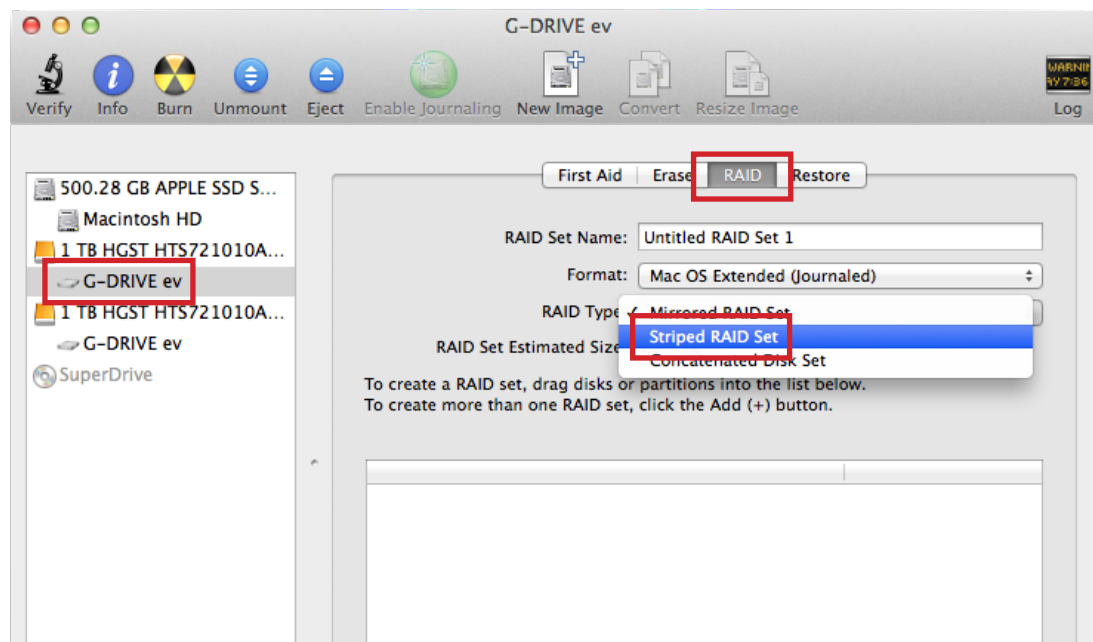 G-DRIVE ev
Verify Info Burn Unmount Eject Enable Journaling New Image Convert Resize Image Log
WARNIN
AY 7:36
First Aid Erase RAID Restore
500.28 GB APPLE SSD S...
Macintosh HD
1 TB HGST HTS721010A...
G-DRIVE ev
1 TB HGST HTS721010A...
G-DRIVE ev
SuperDrive
RAID Set Name: Untitled RAID Set 1
Format: Mac OS Extended (Journaled)
RAID Type ✓ Mirrored RAID Set
Striped RAID Set
RAID Set Estimated Size
Concatenated Disk Set
To create a RAID set, drag disks or partitions into the list below.
To create more than one RAID set, click the Add (+) button.